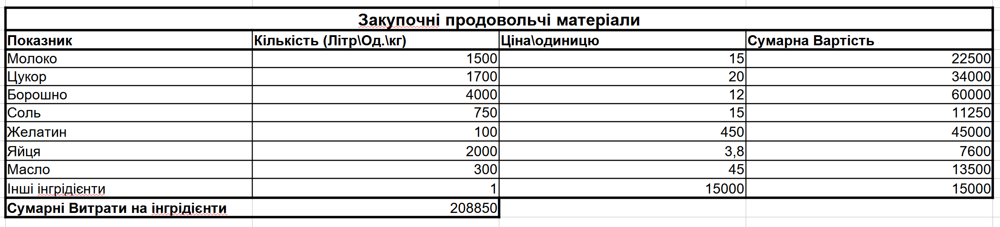 Закупочні продовольчі матеріали
Показник Кількість (Літр\Од.\кг) Ціна\одиницю Сумарна Вартість
Молоко 1500 15 22500
Цукор 1700 20 34000
Борошно 4000 12 60000
Соль 750 15 11250
Желатин 100 450 45000
Яйця 2000 3,8 7600
Масло 300 45 13500
Інші інгрідієнти 1 15000 15000
Сумарні Витрати на інгрідієнти 208850